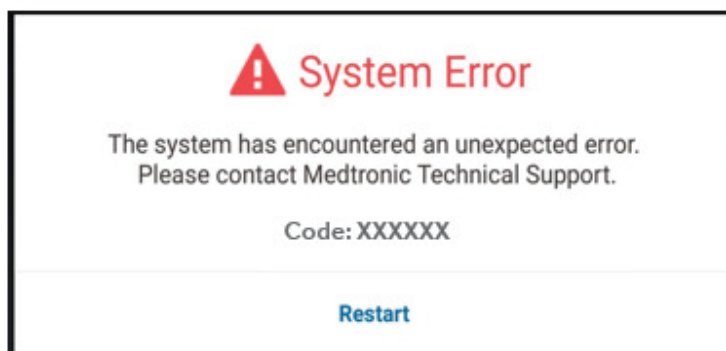 System Error
The system has encountered an unexpected error.
Please contact Medtronic Technical Support.
Code: XXXXXX
Restart